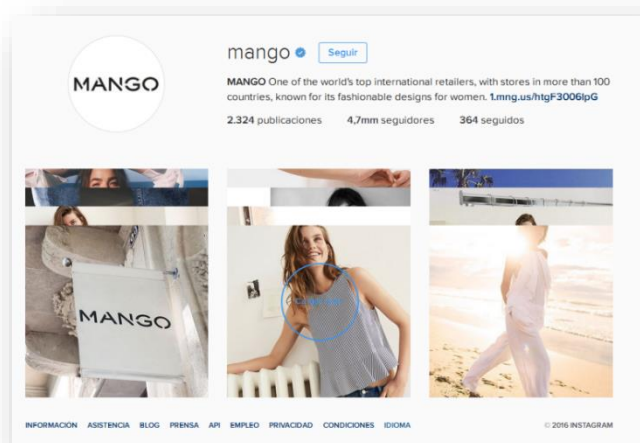 MANGO
mango Seguir
MANGO One of the world's top international retailers, with stores in more than 100
countries, known for its fashionable designs for women. 1.mng.us/htgF3006IpG
2.324 publicaciones 4,7mm seguidores 364 seguidos
MANGO
INFORMACIÓN ASISTENCIA BLOG PRENSA API EMPLEO PRIVACIDAD CONDICIONES IDIOMA © 2016 INSTAGRAM